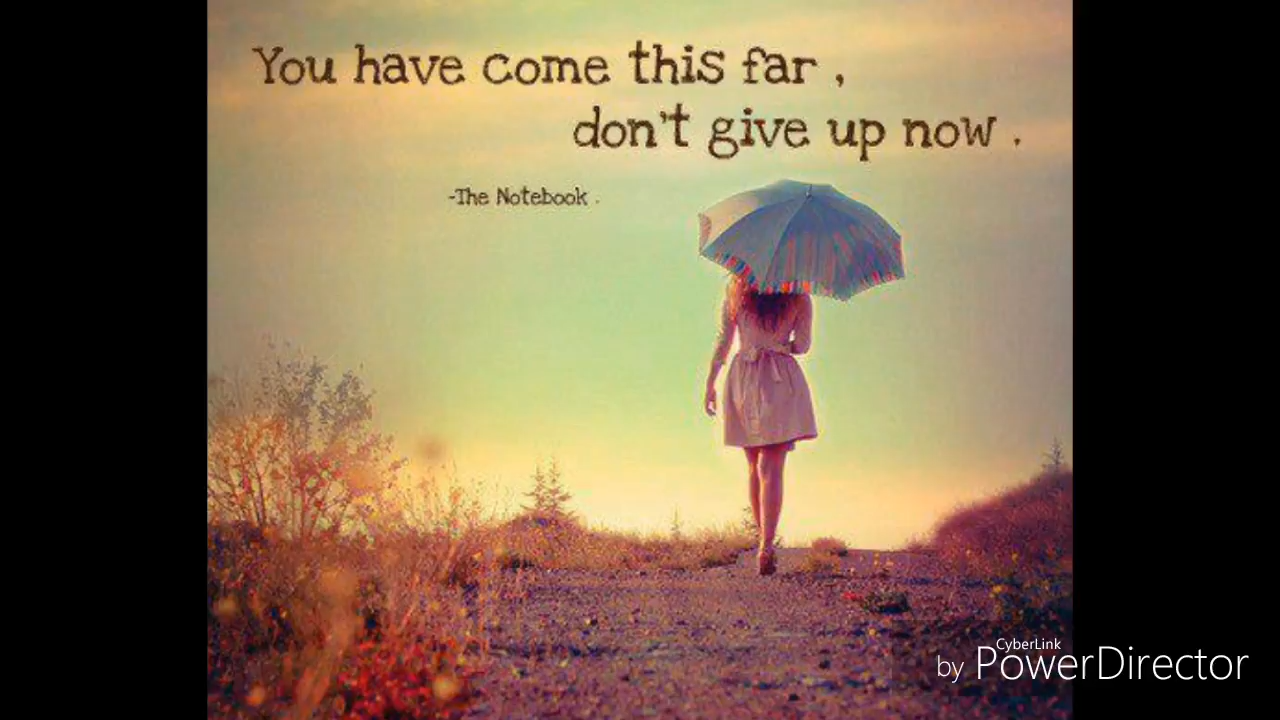 You have come this far ,
don't give up now .
-The Notebook .
CyberLink
by PowerDirector